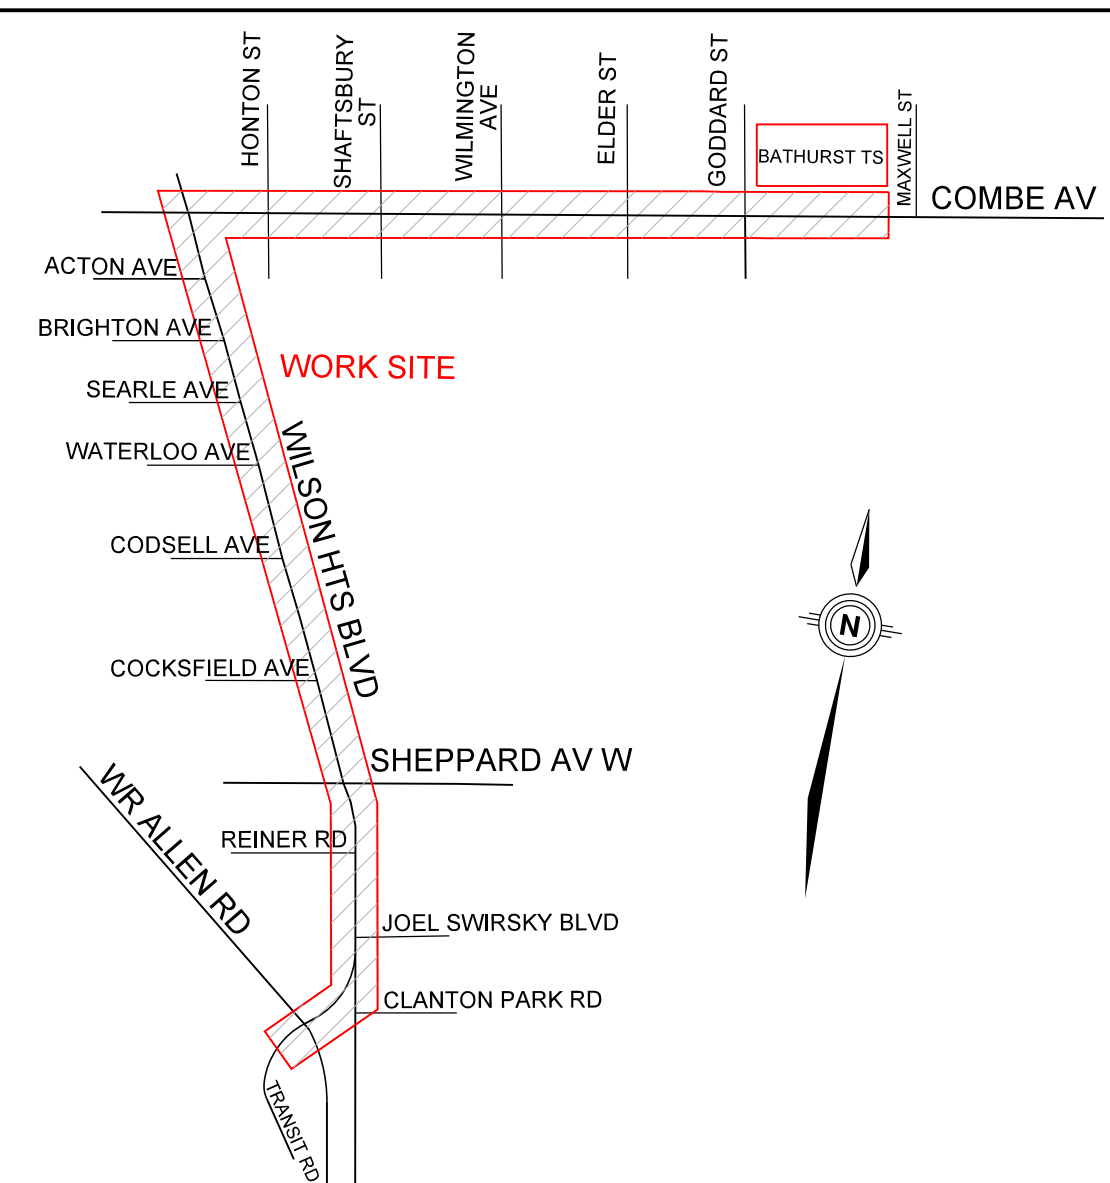 HONTON ST
SHAFTSBURY
ST
WILMINGTON
AVE
ELDER ST
GODDARD ST
BATHURST TS
MAXWELL ST
COMBE AV
ACTON AVE
BRIGHTON AVE
SEARLE AVE
WATERLOO AVE
CODSELL AVE
COCKSFIELD AVE
WORK SITE
WILSON HTS BLVD
N
SHEPPARD AV W
WR ALLEN RD
REINER RD
JOEL SWIRSKY BLVD
CLANTON PARK RD
TRANSIT RD